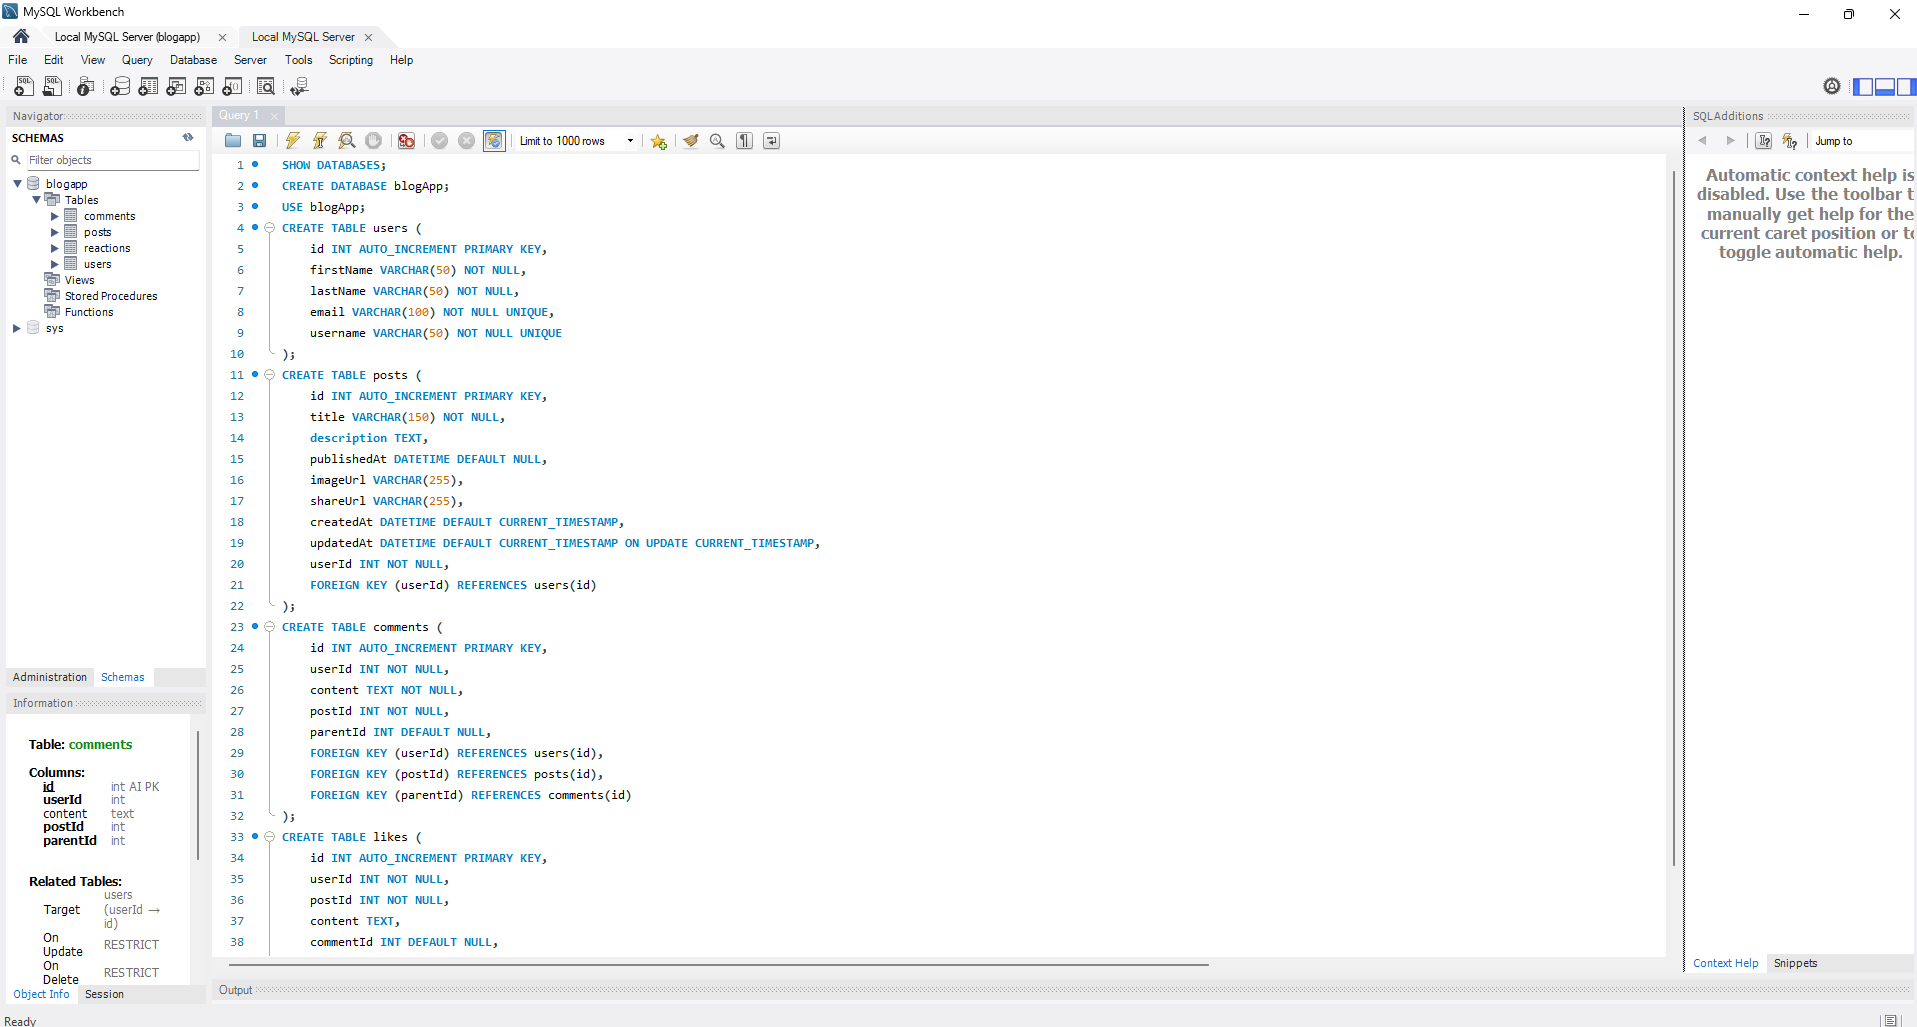 MySQL Workbench
Local MySQL Server (blogapp)
Local MySQL Server
File Edit View Query Database Server Tools Scripting Help
Navigator
SCHEMAS
Filter objects
blogapp
Tables
comments
posts
reactions
users
Views
Stored Procedures
Functions
sys
Administration Schemas
Information
Table: comments
Columns:
id int AI PK
userId int
content text
postId int
parentId int
Related Tables:
Target users (userId → id)
On Update RESTRICT
On Delete RESTRICT
Object Info Session
Query 1
Limit to 1000 rows
1 SHOW DATABASES;
2 CREATE DATABASE blogApp;
3 USE blogApp;
4 CREATE TABLE users (
5 id INT AUTO_INCREMENT PRIMARY KEY,
6 firstName VARCHAR(50) NOT NULL,
7 lastName VARCHAR(50) NOT NULL,
8 email VARCHAR(100) NOT NULL UNIQUE,
9 username VARCHAR(50) NOT NULL UNIQUE
10 );
11 CREATE TABLE posts (
12 id INT AUTO_INCREMENT PRIMARY KEY,
13 title VARCHAR(150) NOT NULL,
14 description TEXT,
15 publishedAt DATETIME DEFAULT NULL,
16 imageUrl VARCHAR(255),
17 shareUrl VARCHAR(255),
18 createdAt DATETIME DEFAULT CURRENT_TIMESTAMP,
19 updatedAt DATETIME DEFAULT CURRENT_TIMESTAMP ON UPDATE CURRENT_TIMESTAMP,
20 userId INT NOT NULL,
21 FOREIGN KEY (userId) REFERENCES users(id)
22 );
23 CREATE TABLE comments (
24 id INT AUTO_INCREMENT PRIMARY KEY,
25 userId INT NOT NULL,
26 content TEXT NOT NULL,
27 postId INT NOT NULL,
28 parentId INT DEFAULT NULL,
29 FOREIGN KEY (userId) REFERENCES users(id),
30 FOREIGN KEY (postId) REFERENCES posts(id),
31 FOREIGN KEY (parentId) REFERENCES comments(id)
32 );
33 CREATE TABLE likes (
34 id INT AUTO_INCREMENT PRIMARY KEY,
35 userId INT NOT NULL,
36 postId INT NOT NULL,
37 content TEXT,
38 commentId INT DEFAULT NULL,
Output
SQLAdditions
Jump to
Automatic context help is
disabled. Use the toolbar t
manually get help for the
current caret position or to
toggle automatic help.
Context Help Snippets
Ready